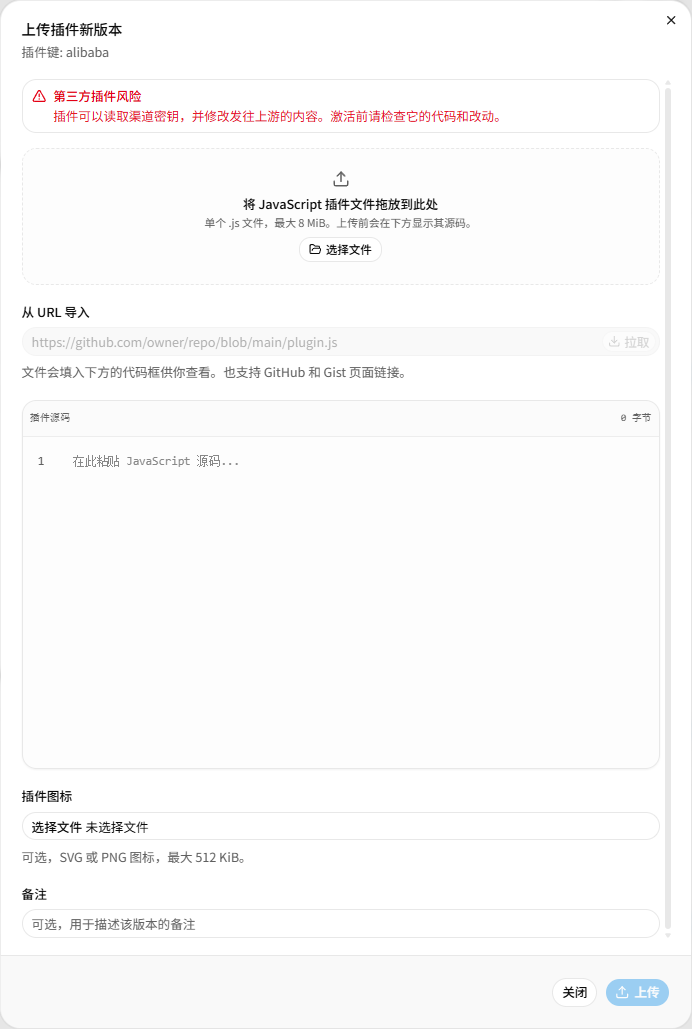 上传插件新版本
插件键: alibaba
第三方插件风险
插件可以读取渠道密钥，并修改发往上游的内容。激活前请检查它的代码和改动。
将 JavaScript 插件文件拖放到此处
单个 .js 文件，最大 8 MiB。上传前会在下方显示其源码。
选择文件
从 URL 导入
https://github.com/owner/repo/blob/main/plugin.js 拉取
文件会填入下方的代码框供你查看。也支持 GitHub 和 Gist 页面链接。
插件源码 0 字节
1 在此粘贴 JavaScript 源码...
插件图标
选择文件 未选择文件
可选，SVG 或 PNG 图标，最大 512 KiB。
备注
可选，用于描述该版本的备注
关闭 上传